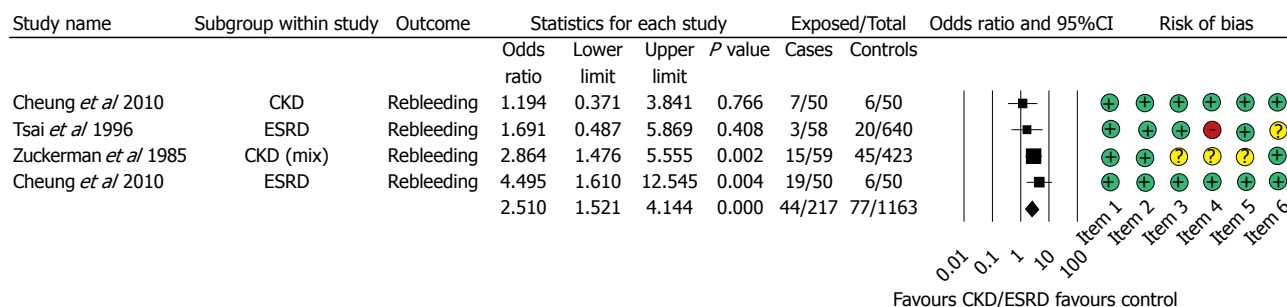 Study name Subgroup within study Outcome Statistics for each study Exposed/Total Odds ratio and 95%CI Risk of bias
Odds Lower Upper P value Cases Controls
ratio limit limit
Cheung et al 2010 CKD Rebleeding 1.194 0.371 3.841 0.766 7/50 6/50 + + + + + +
Tsai et al 1996 ESRD Rebleeding 1.691 0.487 5.869 0.408 3/58 20/640 + + + - + ?
Zuckerman et al 1985 CKD (mix) Rebleeding 2.864 1.476 5.555 0.002 15/59 45/423 + + ? ? ? +
Cheung et al 2010 ESRD Rebleeding 4.495 1.610 12.545 0.004 19/50 6/50 + + + + + +
2.510 1.521 4.144 0.000 44/217 77/1163
Item 1 Item 2 Item 3 Item 4 Item 5 Item 6
0.01 0.1 1 10 100
Favours CKD/ESRD favours control